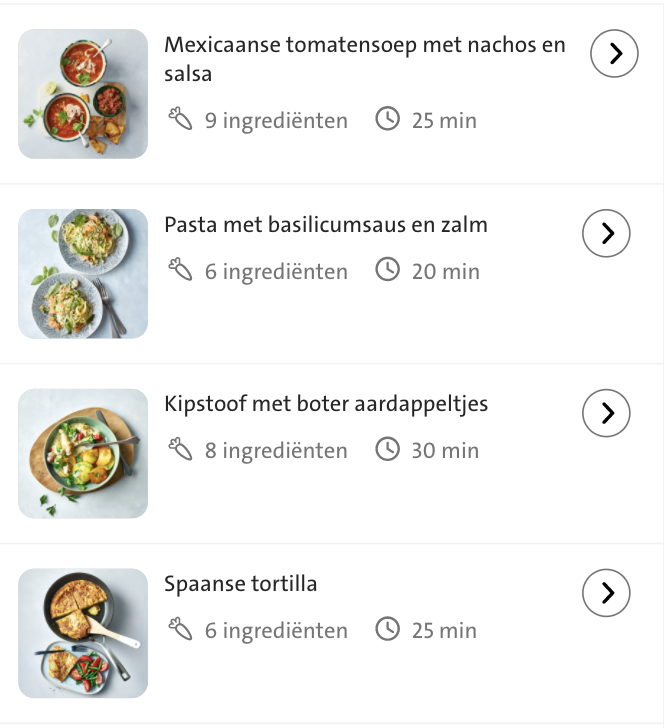 Mexicaanse tomatensoep met nachos en
salsa
9 ingrediënten 25 min
Pasta met basilicumsaus en zalm
6 ingrediënten 20 min
Kipstoof met boter aardappeltjes
8 ingrediënten 30 min
Spaanse tortilla
6 ingrediënten 25 min